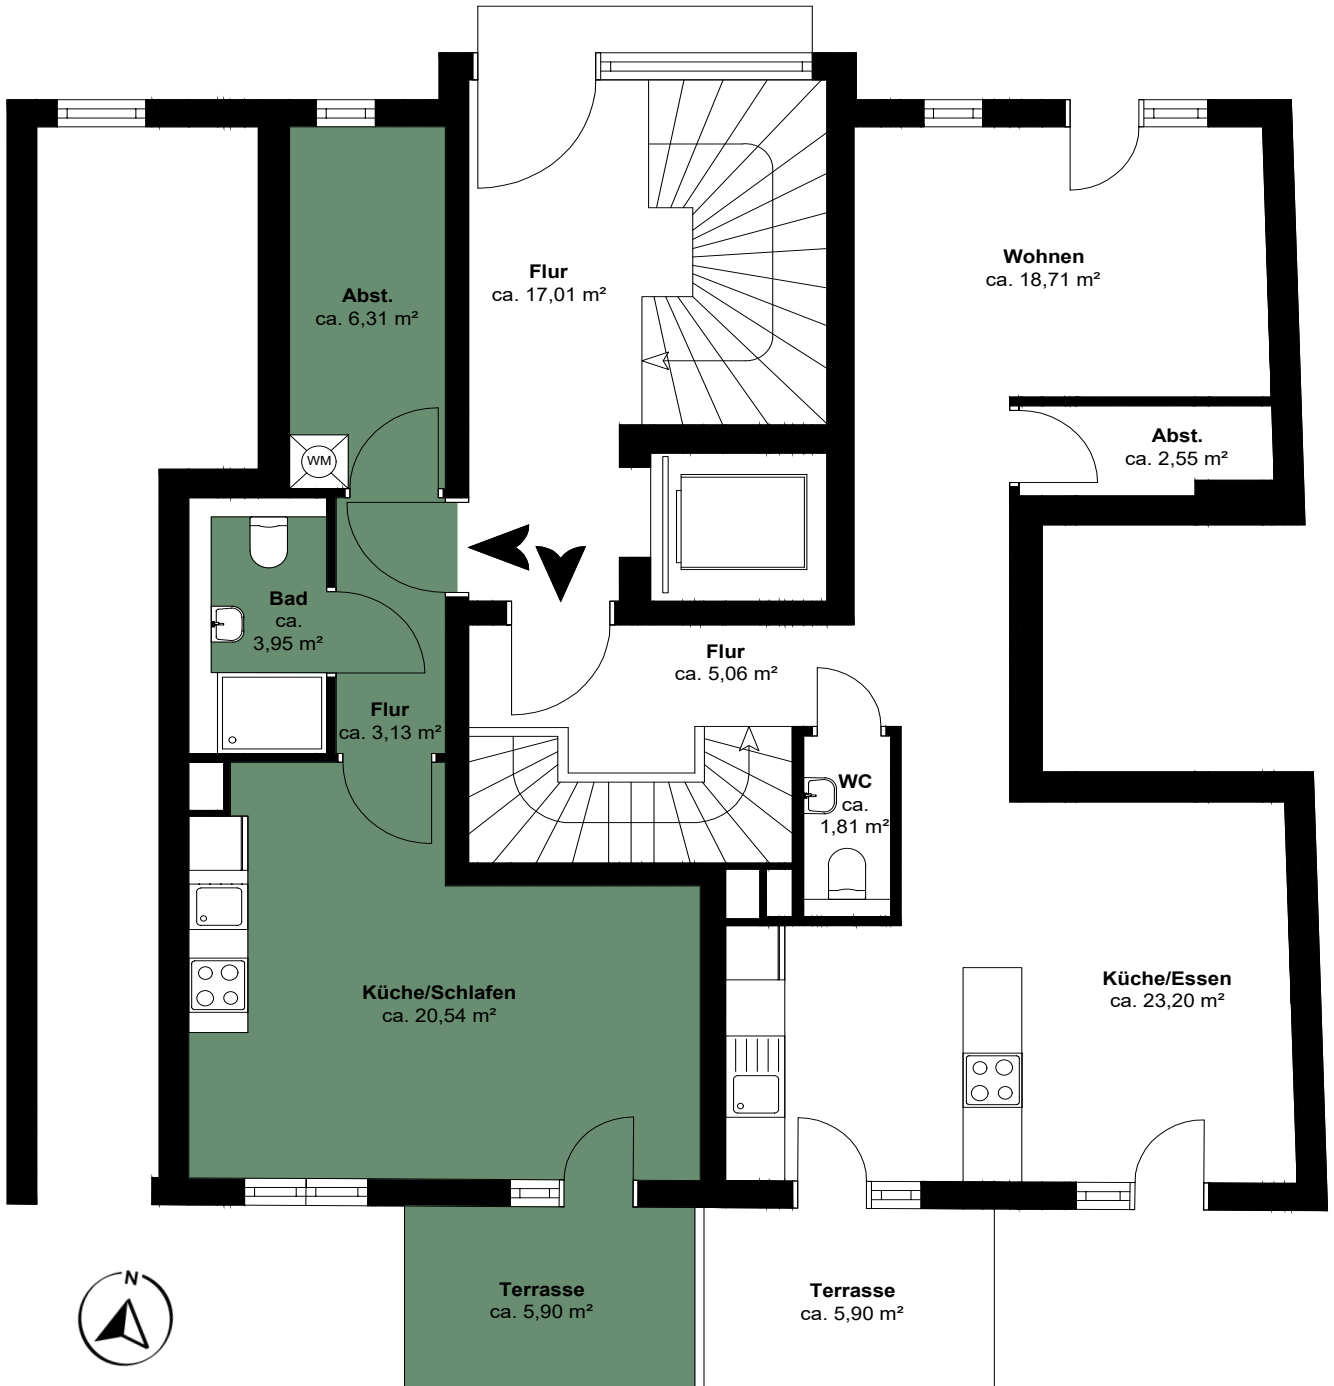 Flur
ca. 17,01 m²
Wohnen
ca. 18,71 m²
Abst.
ca. 6,31 m²
Abst.
ca. 2,55 m²
WM
Bad
ca.
3,95 m²
Flur
ca. 5,06 m²
Flur
ca. 3,13 m²
WC
ca.
1,81 m²
Küche/Schlafen
ca. 20,54 m²
Küche/Essen
ca. 23,20 m²
Terrasse
ca. 5,90 m²
Terrasse
ca. 5,90 m²
N